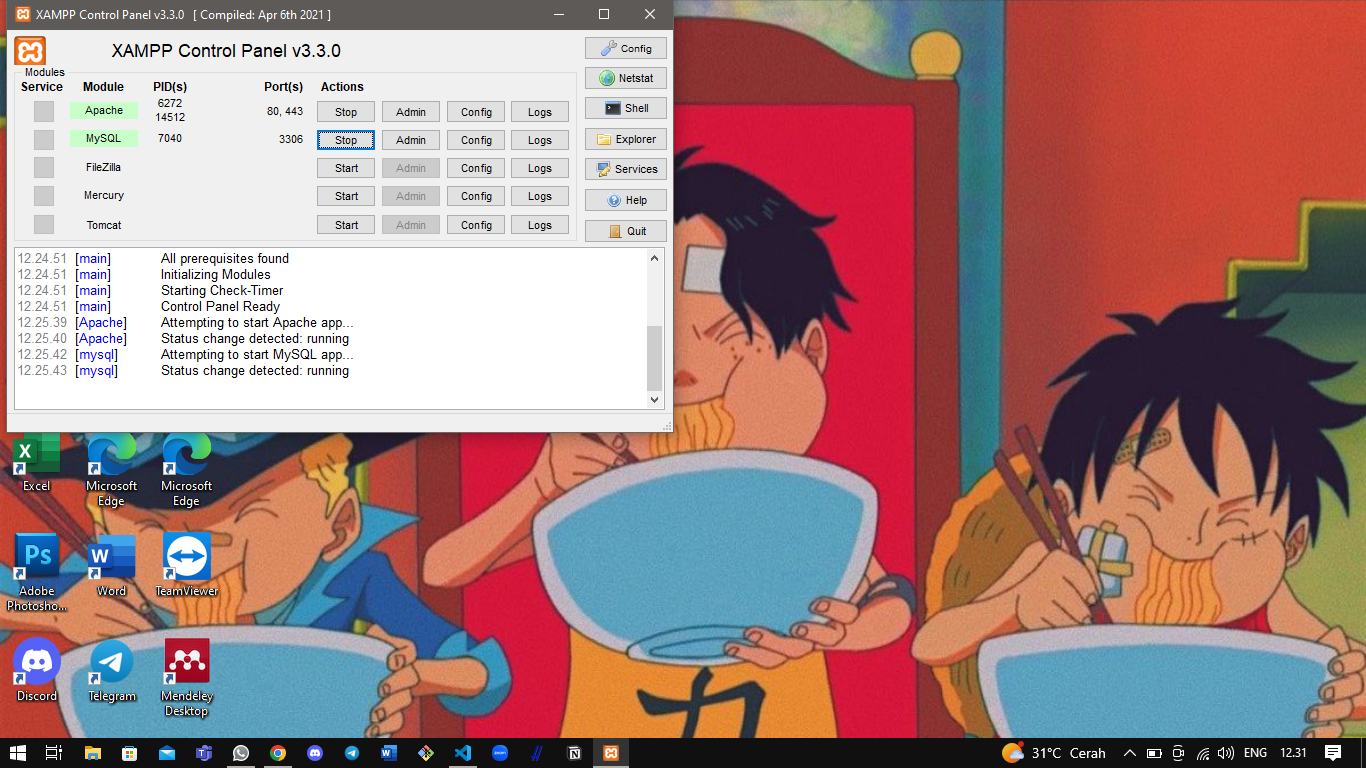 XAMPP Control Panel v3.3.0 [ Compiled: Apr 6th 2021 ]
XAMPP Control Panel v3.3.0
Config
Modules
Service Module PID(s) Port(s) Actions
Netstat
Apache 6272 14512 80, 443 Stop Admin Config Logs
Shell
MySQL 7040 3306 Stop Admin Config Logs
Explorer
FileZilla Start Admin Config Logs
Services
Mercury Start Admin Config Logs
Help
Tomcat Start Admin Config Logs
Quit
12.24.51 [main] All prerequisites found
12.24.51 [main] Initializing Modules
12.24.51 [main] Starting Check-Timer
12.24.51 [main] Control Panel Ready
12.25.39 [Apache] Attempting to start Apache app...
12.25.40 [Apache] Status change detected: running
12.25.42 [mysql] Attempting to start MySQL app...
12.25.43 [mysql] Status change detected: running
Excel
Microsoft Edge
Microsoft Edge
Ps
Adobe Photosho...
Word
TeamViewer
Discord
Telegram
Mendeley Desktop
力
31°C Cerah
ENG
12.31